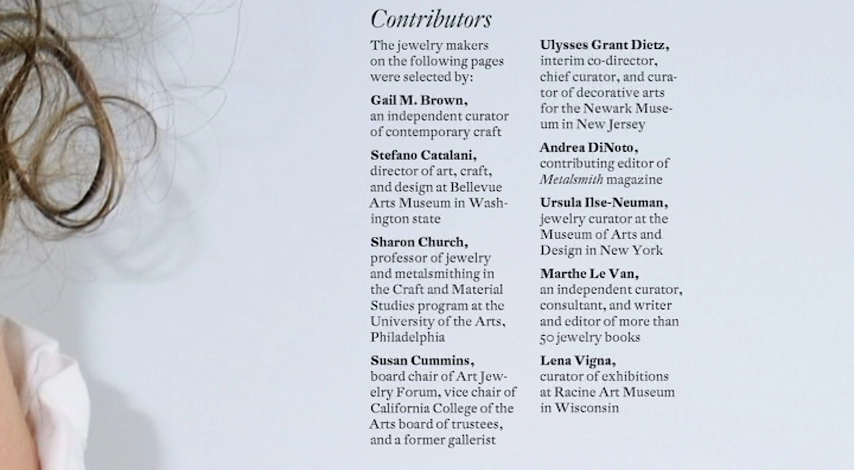 Contributors
The jewelry makers
on the following pages
were selected by:
Gail M. Brown,
an independent curator
of contemporary craft
Stefano Catalani,
director of art, craft,
and design at Bellevue
Arts Museum in Wash-
ington state
Sharon Church,
professor of jewelry
and metalsmithing in
the Craft and Material
Studies program at the
University of the Arts,
Philadelphia
Susan Cummins,
board chair of Art Jew-
elry Forum, vice chair of
California College of the
Arts board of trustees,
and a former gallerist
Ulysses Grant Dietz,
interim co-director,
chief curator, and cura-
tor of decorative arts
for the Newark Muse-
um in New Jersey
Andrea DiNoto,
contributing editor of
Metalsmith magazine
Ursula Ilse-Neuman,
jewelry curator at the
Museum of Arts and
Design in New York
Marthe Le Van,
an independent curator,
consultant, and writer
and editor of more than
50 jewelry books
Lena Vigna,
curator of exhibitions
at Racine Art Museum
in Wisconsin